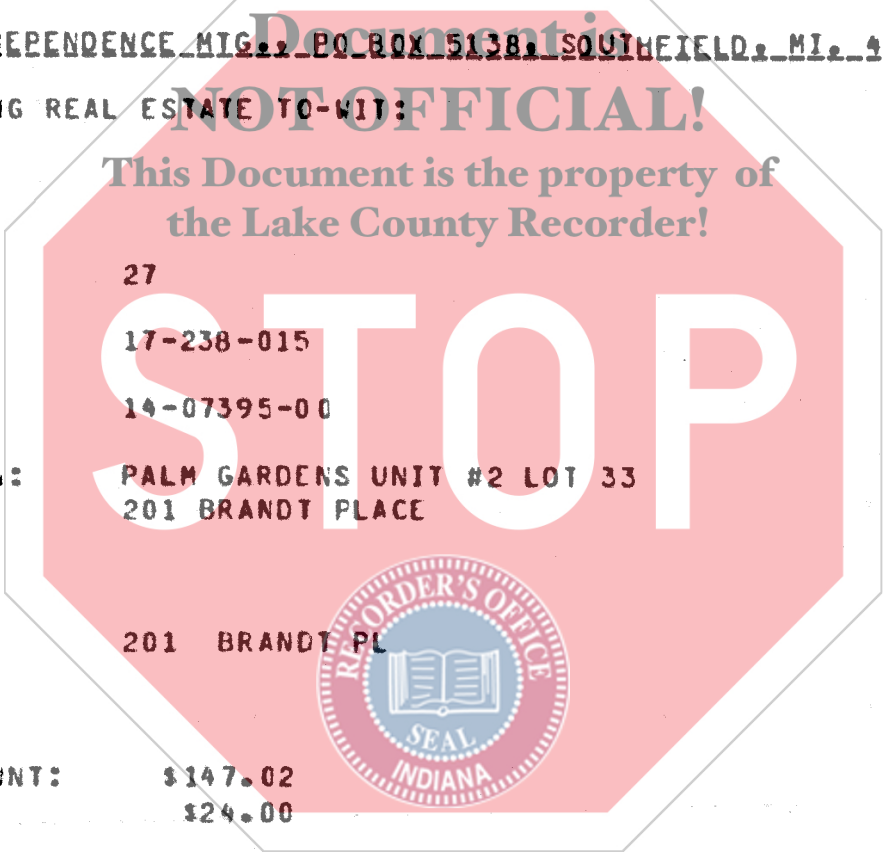 Document is
EPENDENCE MTG., PO BOX 5138, SOUTHFIELD, MI. 4
NG REAL ESTATE TO-WIT:
NOT OFFICIAL!
This Document is the property of
the Lake County Recorder!
27
17-238-015
14-07395-00
STOP
PALM GARDENS UNIT #2 LOT 33
201 BRANDT PLACE
RECORDER'S OFFICE
201 BRANDT PL
SEAL
INDIANA
UNT: $147.02
$24.00